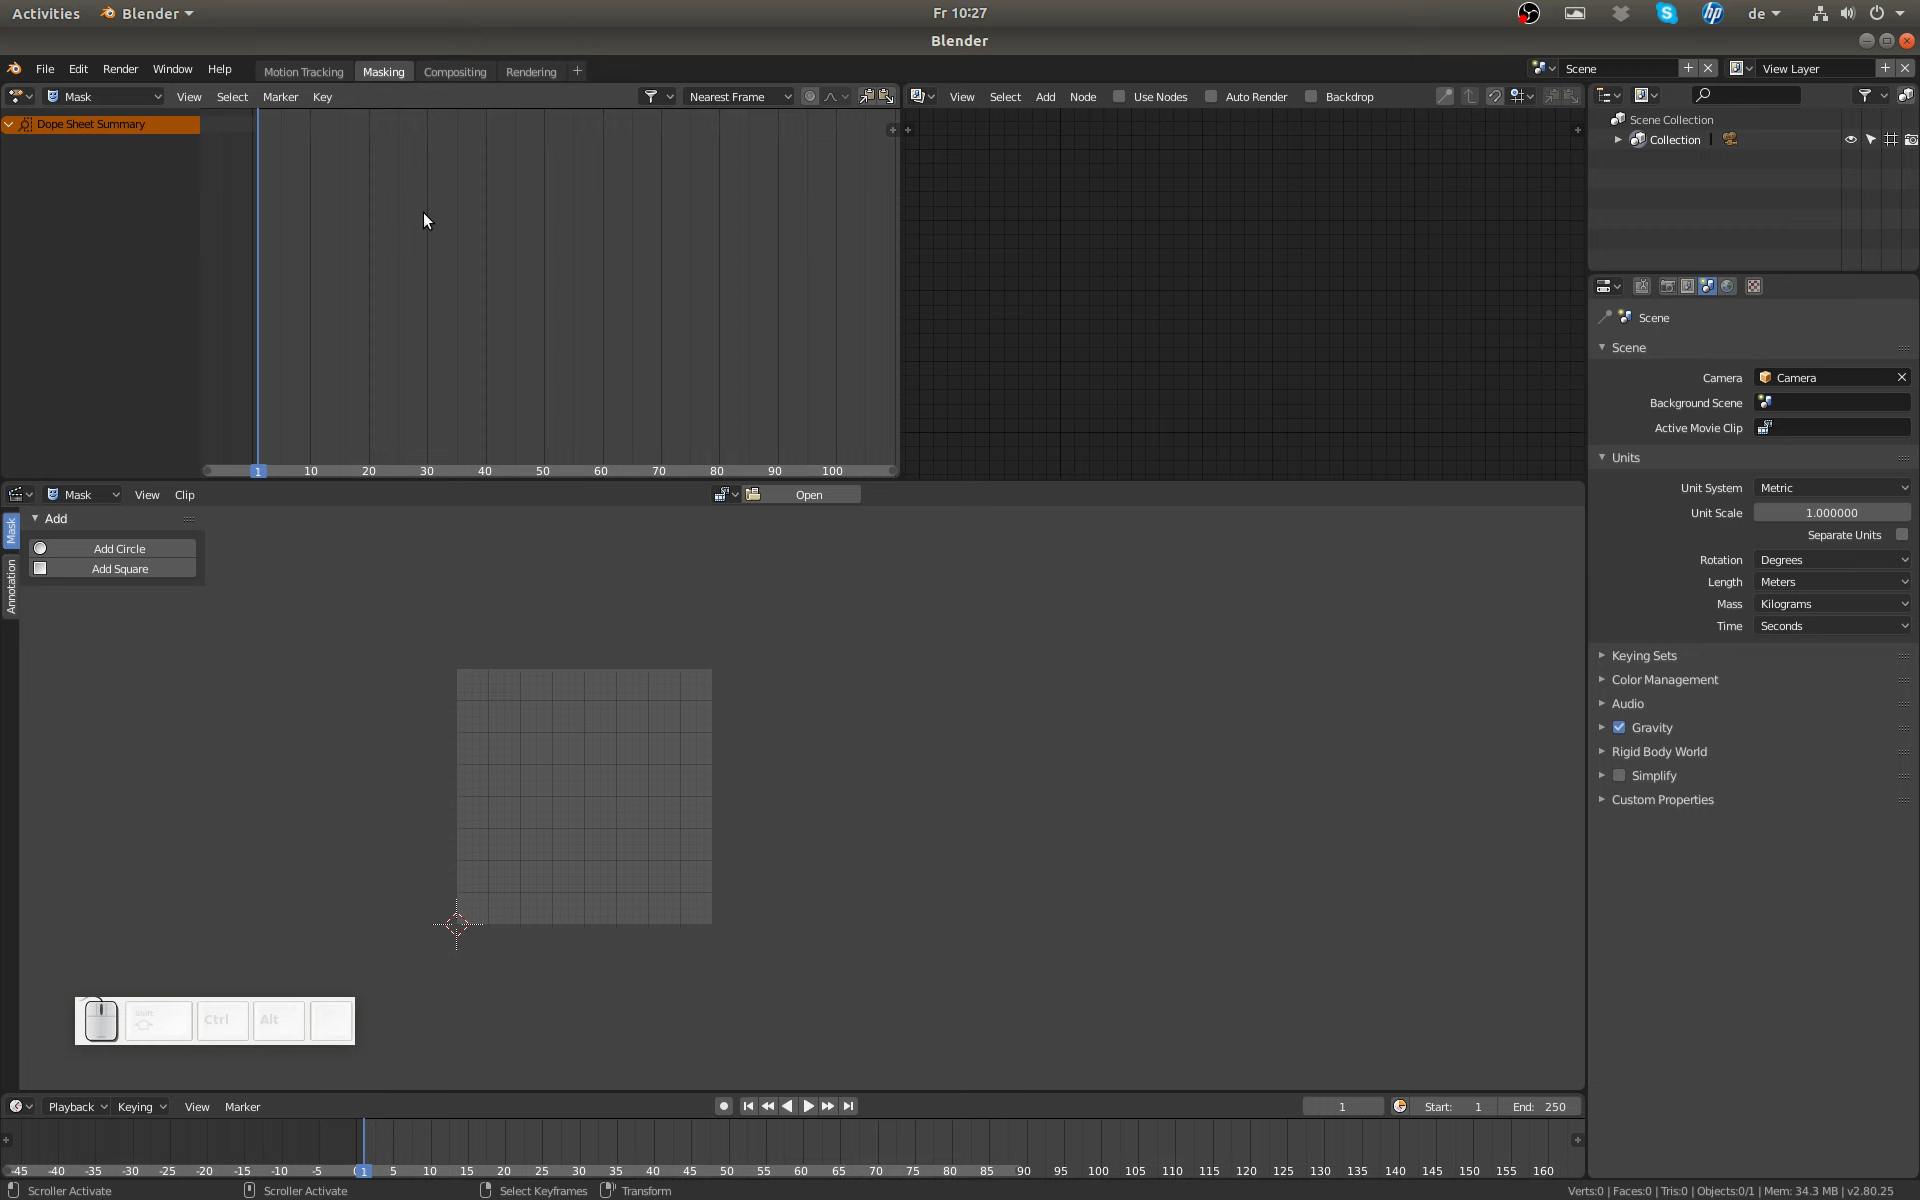 Activities Blender Fr 10:27 de
Blender
File Edit Render Window Help Motion Tracking Masking Compositing Rendering + Scene View Layer
Mask View Select Marker Key Nearest Frame View Select Add Node Use Nodes Auto Render Backdrop
Dope Sheet Summary
Scene Collection
Collection
Scene
Scene
Camera Camera
Background Scene
Active Movie Clip
Units
Unit System Metric
Unit Scale 1.000000
Separate Units
Rotation Degrees
Length Meters
Mass Kilograms
Time Seconds
Keying Sets
Color Management
Audio
Gravity
Rigid Body World
Simplify
Custom Properties
1 10 20 30 40 50 60 70 80 90 100
Mask View Clip Open
Mask
Annotation
Add
Add Circle
Add Square
Shift Ctrl Alt
Playback Keying View Marker 1 Start: 1 End: 250
-45 -40 -35 -30 -25 -20 -15 -10 -5 1 5 10 15 20 25 30 35 40 45 50 55 60 65 70 75 80 85 90 95 100 105 110 115 120 125 130 135 140 145 150 155 160
Scroller Activate Scroller Activate Select Keyframes Transform Verts:0 | Faces:0 | Tris:0 | Objects:0/1 | Mem: 34.3 MB | v2.80.25